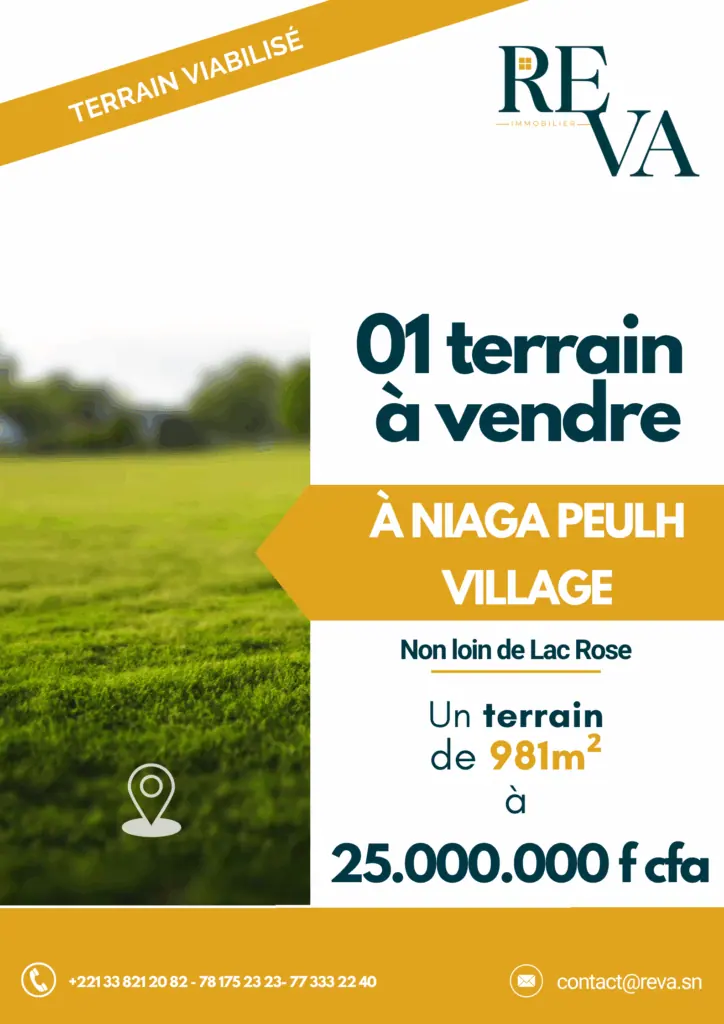 TERRAIN VIABILISÉ
RE
IMMOBILIER
VA
01 terrain
à vendre
À NIAGA PEULH
VILLAGE
Non loin de Lac Rose
Un terrain
de 981m²
à
25.000.000 f cfa
+221 33 821 20 82 - 78 175 23 23- 77 333 22 40
contact@reva.sn